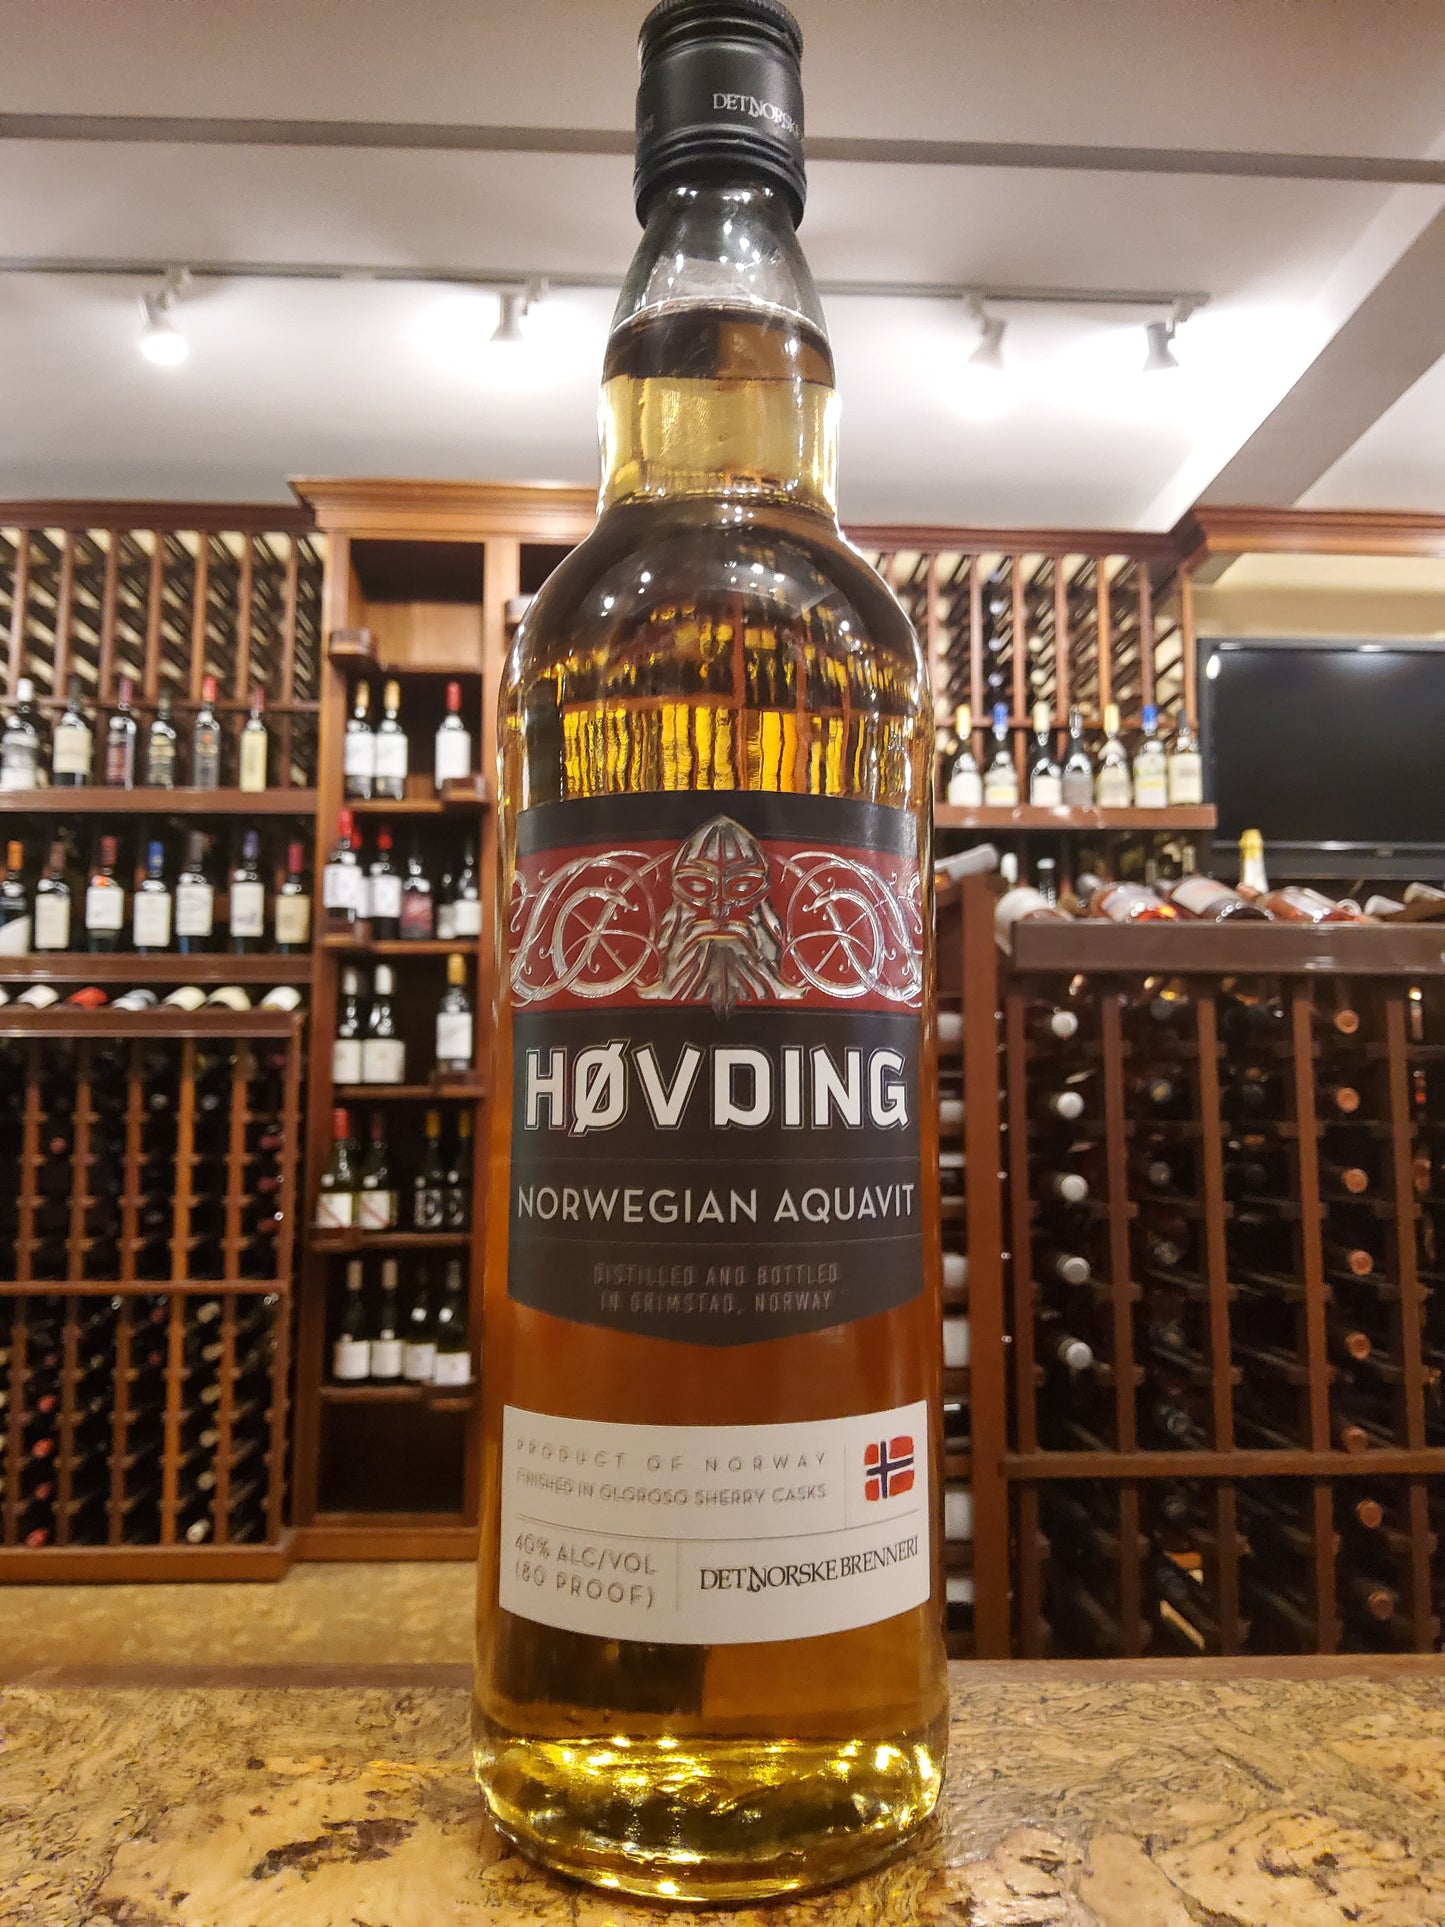 DET NORSKE
HØVDING
NORWEGIAN AQUAVIT
DISTILLED AND BOTTLED
IN GRIMSTAD, NORWAY
PRODUCT OF NORWAY
FINISHED IN OLOROSO SHERRY CASKS
40% ALC/VOL
(80 PROOF)
DET NORSKE BRENNERI